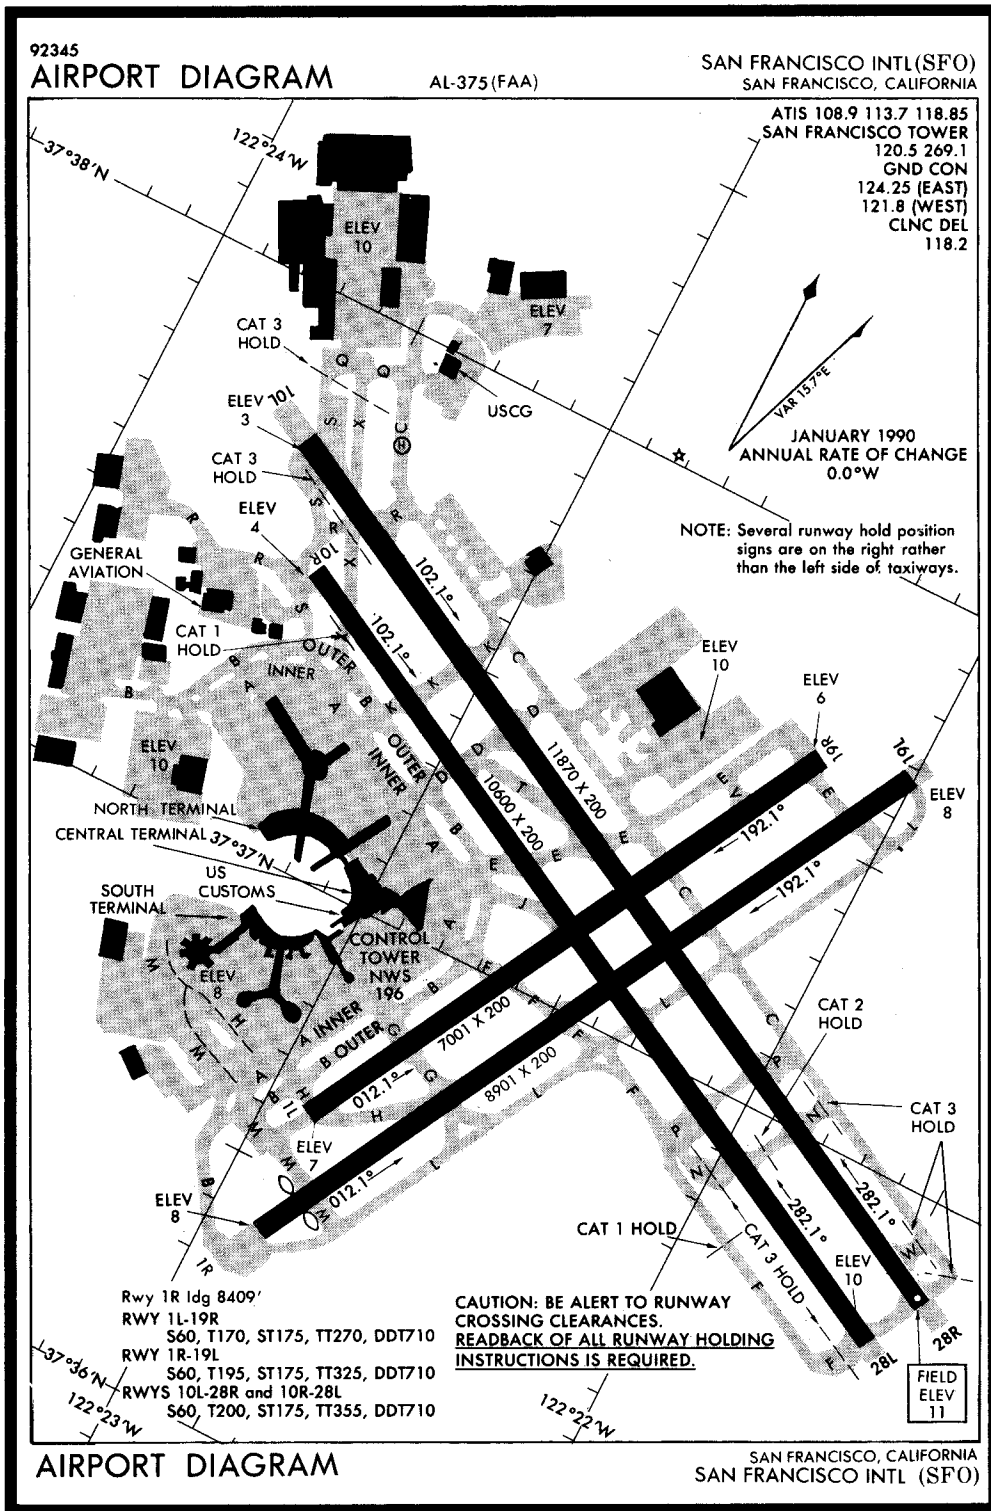 92345
AIRPORT DIAGRAM
AL-375 (FAA)
SAN FRANCISCO INTL (SFO)
SAN FRANCISCO, CALIFORNIA
ATIS 108.9 113.7 118.85
SAN FRANCISCO TOWER
120.5 269.1
GND CON
124.25 (EAST)
121.8 (WEST)
CLNC DEL
118.2
37°38'N
122°24'W
ELEV
10
ELEV
7
CAT 3
HOLD
Q
Q
USCG
VAR 15.7°E
JANUARY 1990
ANNUAL RATE OF CHANGE
0.0°W
ELEV
3
10L
S
X
C
H
CAT 3
HOLD
S
R
R
X
ELEV
4
10R
NOTE: Several runway hold position
signs are on the right rather
than the left side of taxiways.
R
R
GENERAL
AVIATION
S
102.1°
102.1°
CAT 1
HOLD
OUTER
INNER
B
A
A
B
K
K
K
C
D
B
ELEV
10
ELEV
6
19R
19L
ELEV
8
ELEV
10
OUTER
INNER
D
D
T
11870 X 200
10600 X 200
E
V
E
L
192.1°
192.1°
NORTH TERMINAL
CENTRAL TERMINAL
37°37'N
US
CUSTOMS
SOUTH
TERMINAL
B
A
E
E
E
J
C
CONTROL
TOWER
NWS
196
ELEV
8
M
H
M
A
A
INNER
B
OUTER
B
A
F
F
F
F
L
C
P
7001 X 200
8901 X 200
G
G
L
H
H
A
B
M
1L
012.1°
012.1°
ELEV
7
M
M
L
B
ELEV
8
1R
CAT 2
HOLD
CAT 3
HOLD
N
P
N
282.1°
282.1°
W
CAT 1 HOLD
CAT 3 HOLD
F
F
ELEV
10
28L
28R
FIELD
ELEV
11
Rwy 1R ldg 8409'
RWY 1L-19R
S60, T170, ST175, TT270, DDT710
RWY 1R-19L
S60, T195, ST175, TT325, DDT710
RWYS 10L-28R and 10R-28L
S60, T200, ST175, TT355, DDT710
CAUTION: BE ALERT TO RUNWAY
CROSSING CLEARANCES.
READBACK OF ALL RUNWAY HOLDING
INSTRUCTIONS IS REQUIRED.
37°36'N
122°23'W
122°22'W
AIRPORT DIAGRAM
SAN FRANCISCO, CALIFORNIA
SAN FRANCISCO INTL (SFO)